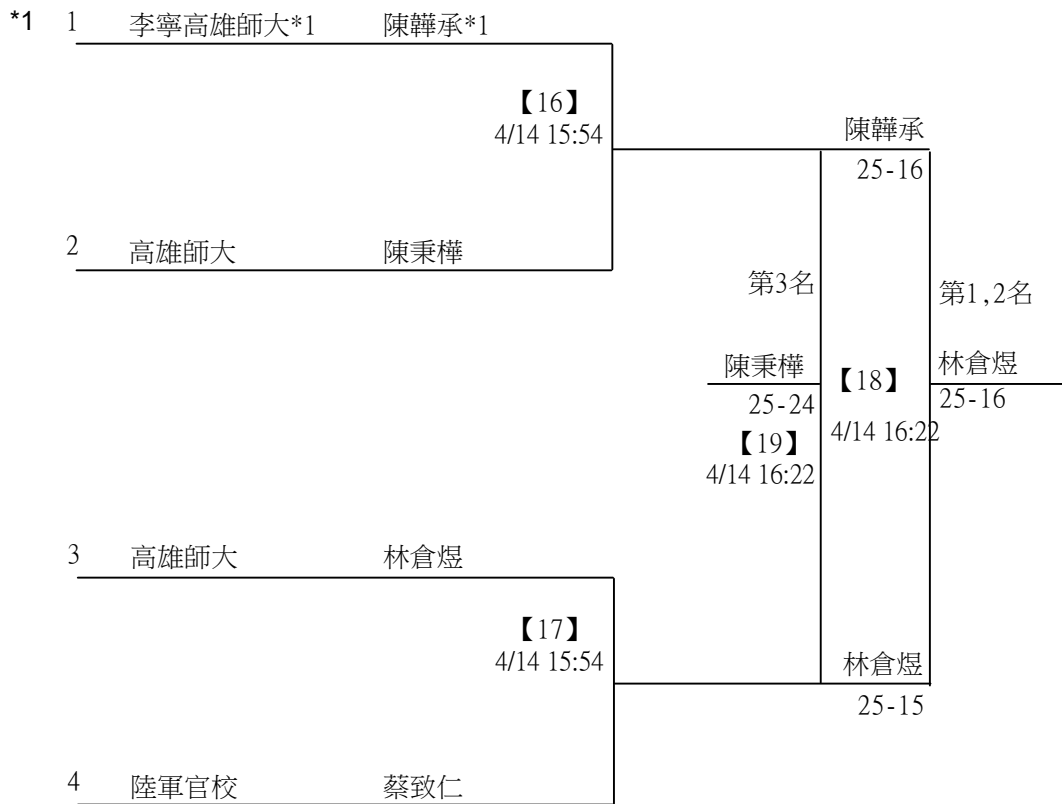 *1 1 李寧高雄師大*1 陳韡承*1
【16】
4/14 15:54
陳韡承
25-16
2 高雄師大 陳秉樺
第3名
第1,2名
陳秉樺
25-24
【19】
4/14 16:22
【18】
4/14 16:22
林倉煜
25-16
3 高雄師大 林倉煜
【17】
4/14 15:54
林倉煜
25-15
4 陸軍官校 蔡致仁